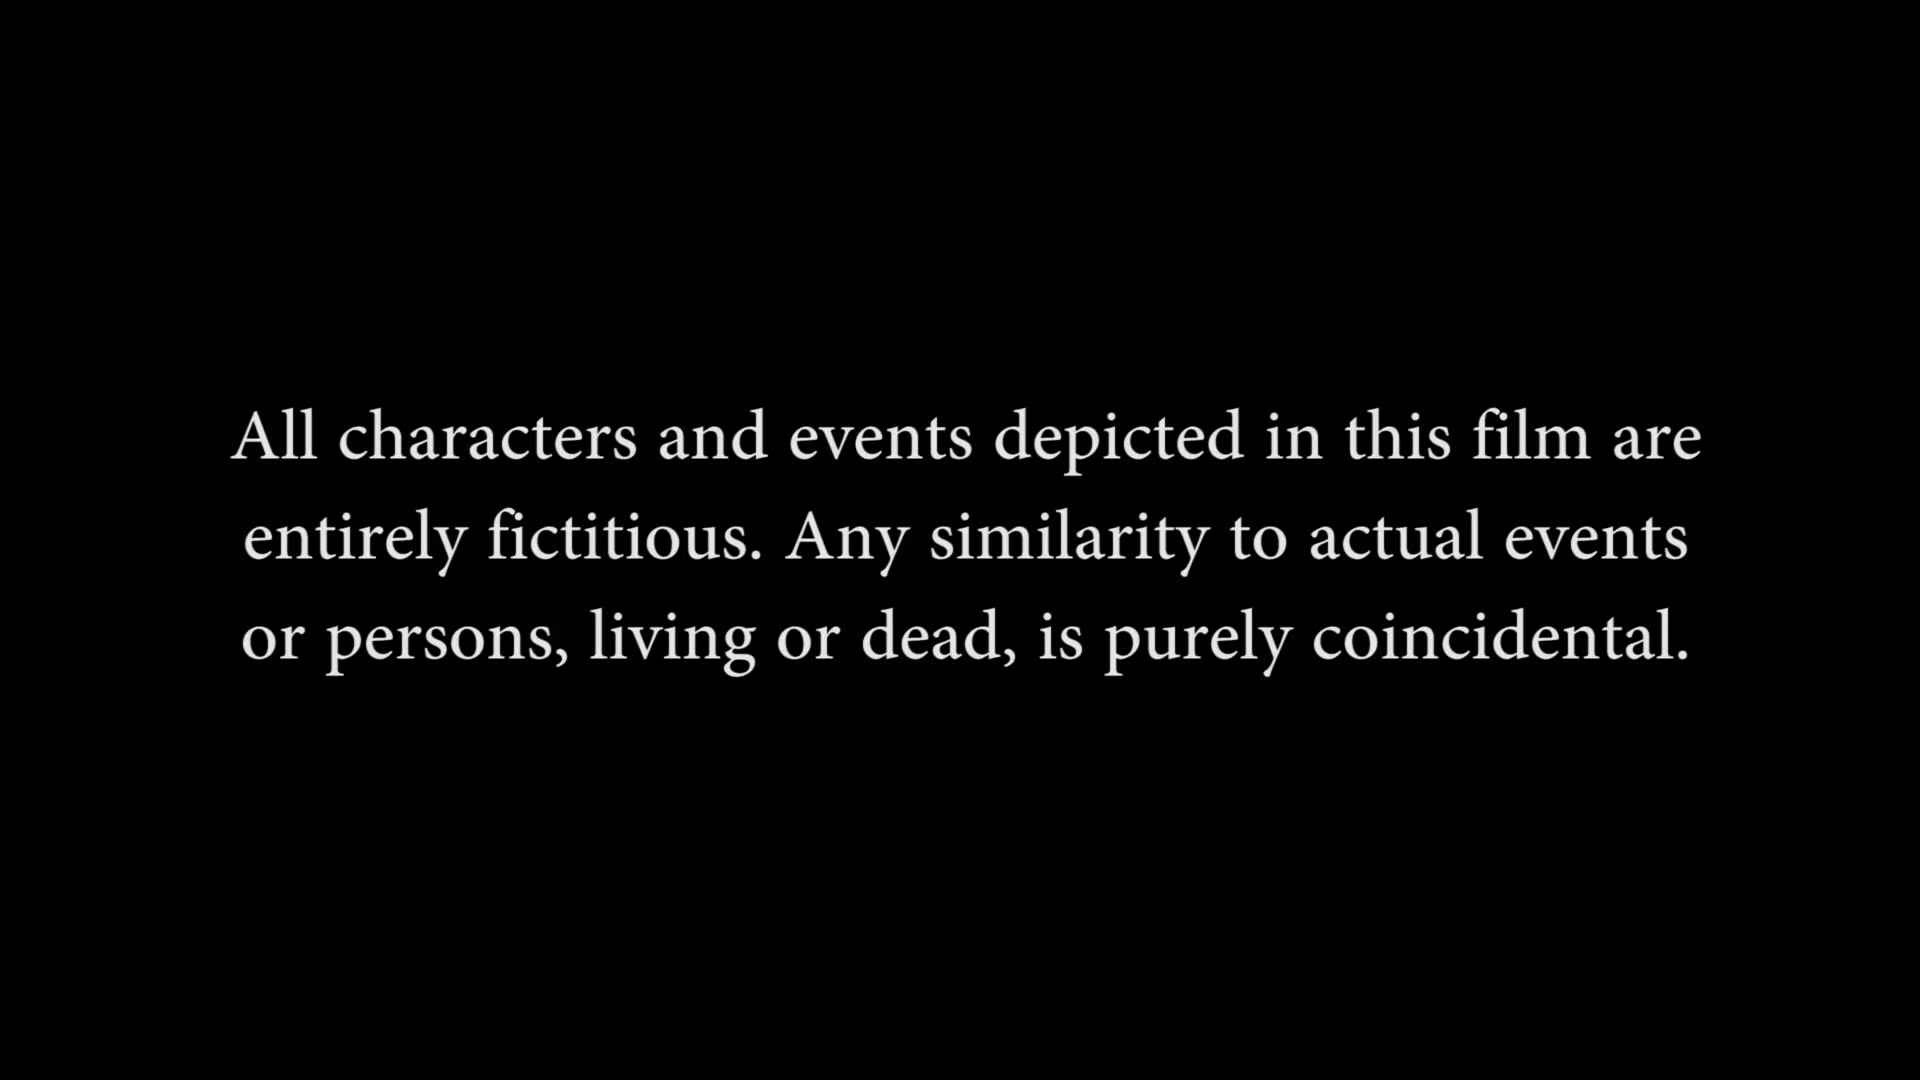 All characters and events depicted in this film are
entirely fictitious. Any similarity to actual events
or persons, living or dead, is purely coincidental.